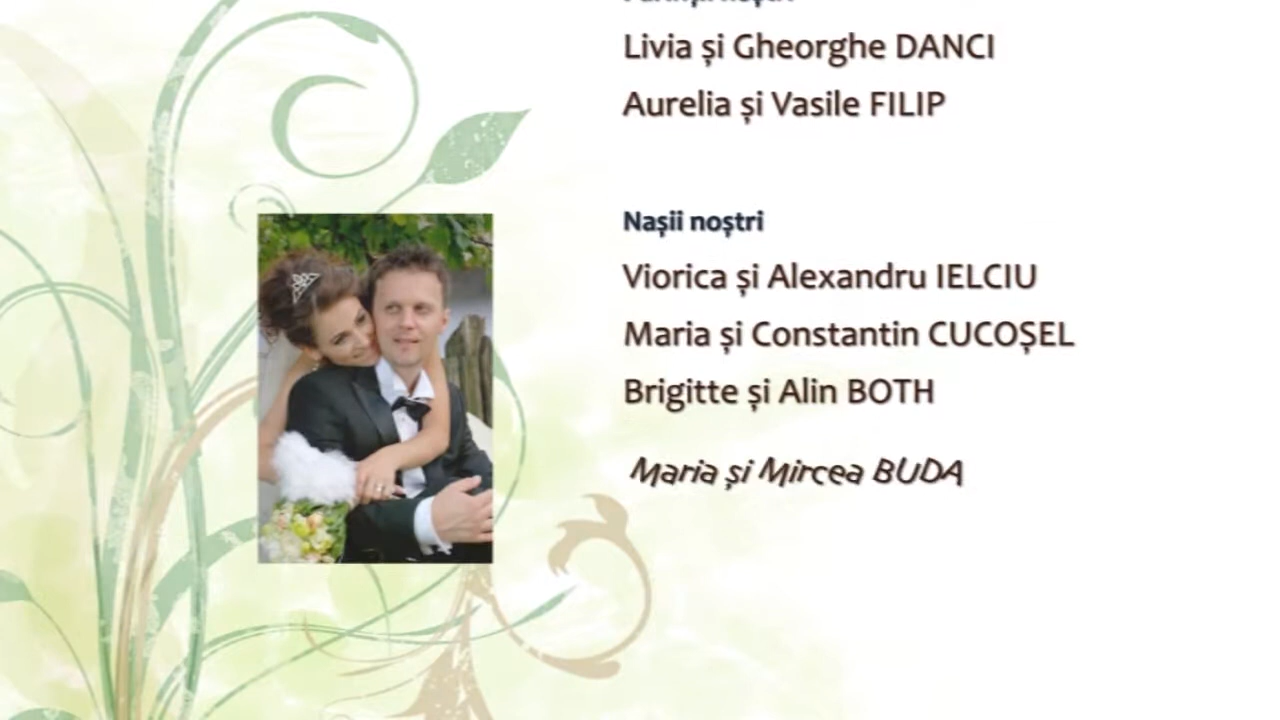 Livia și Gheorghe DANCI
Aurelia și Vasile FILIP
Nașii noștri
Viorica și Alexandru IELCIU
Maria și Constantin CUCOȘEL
Brigitte și Alin BOTH
Maria și Mircea BUDA